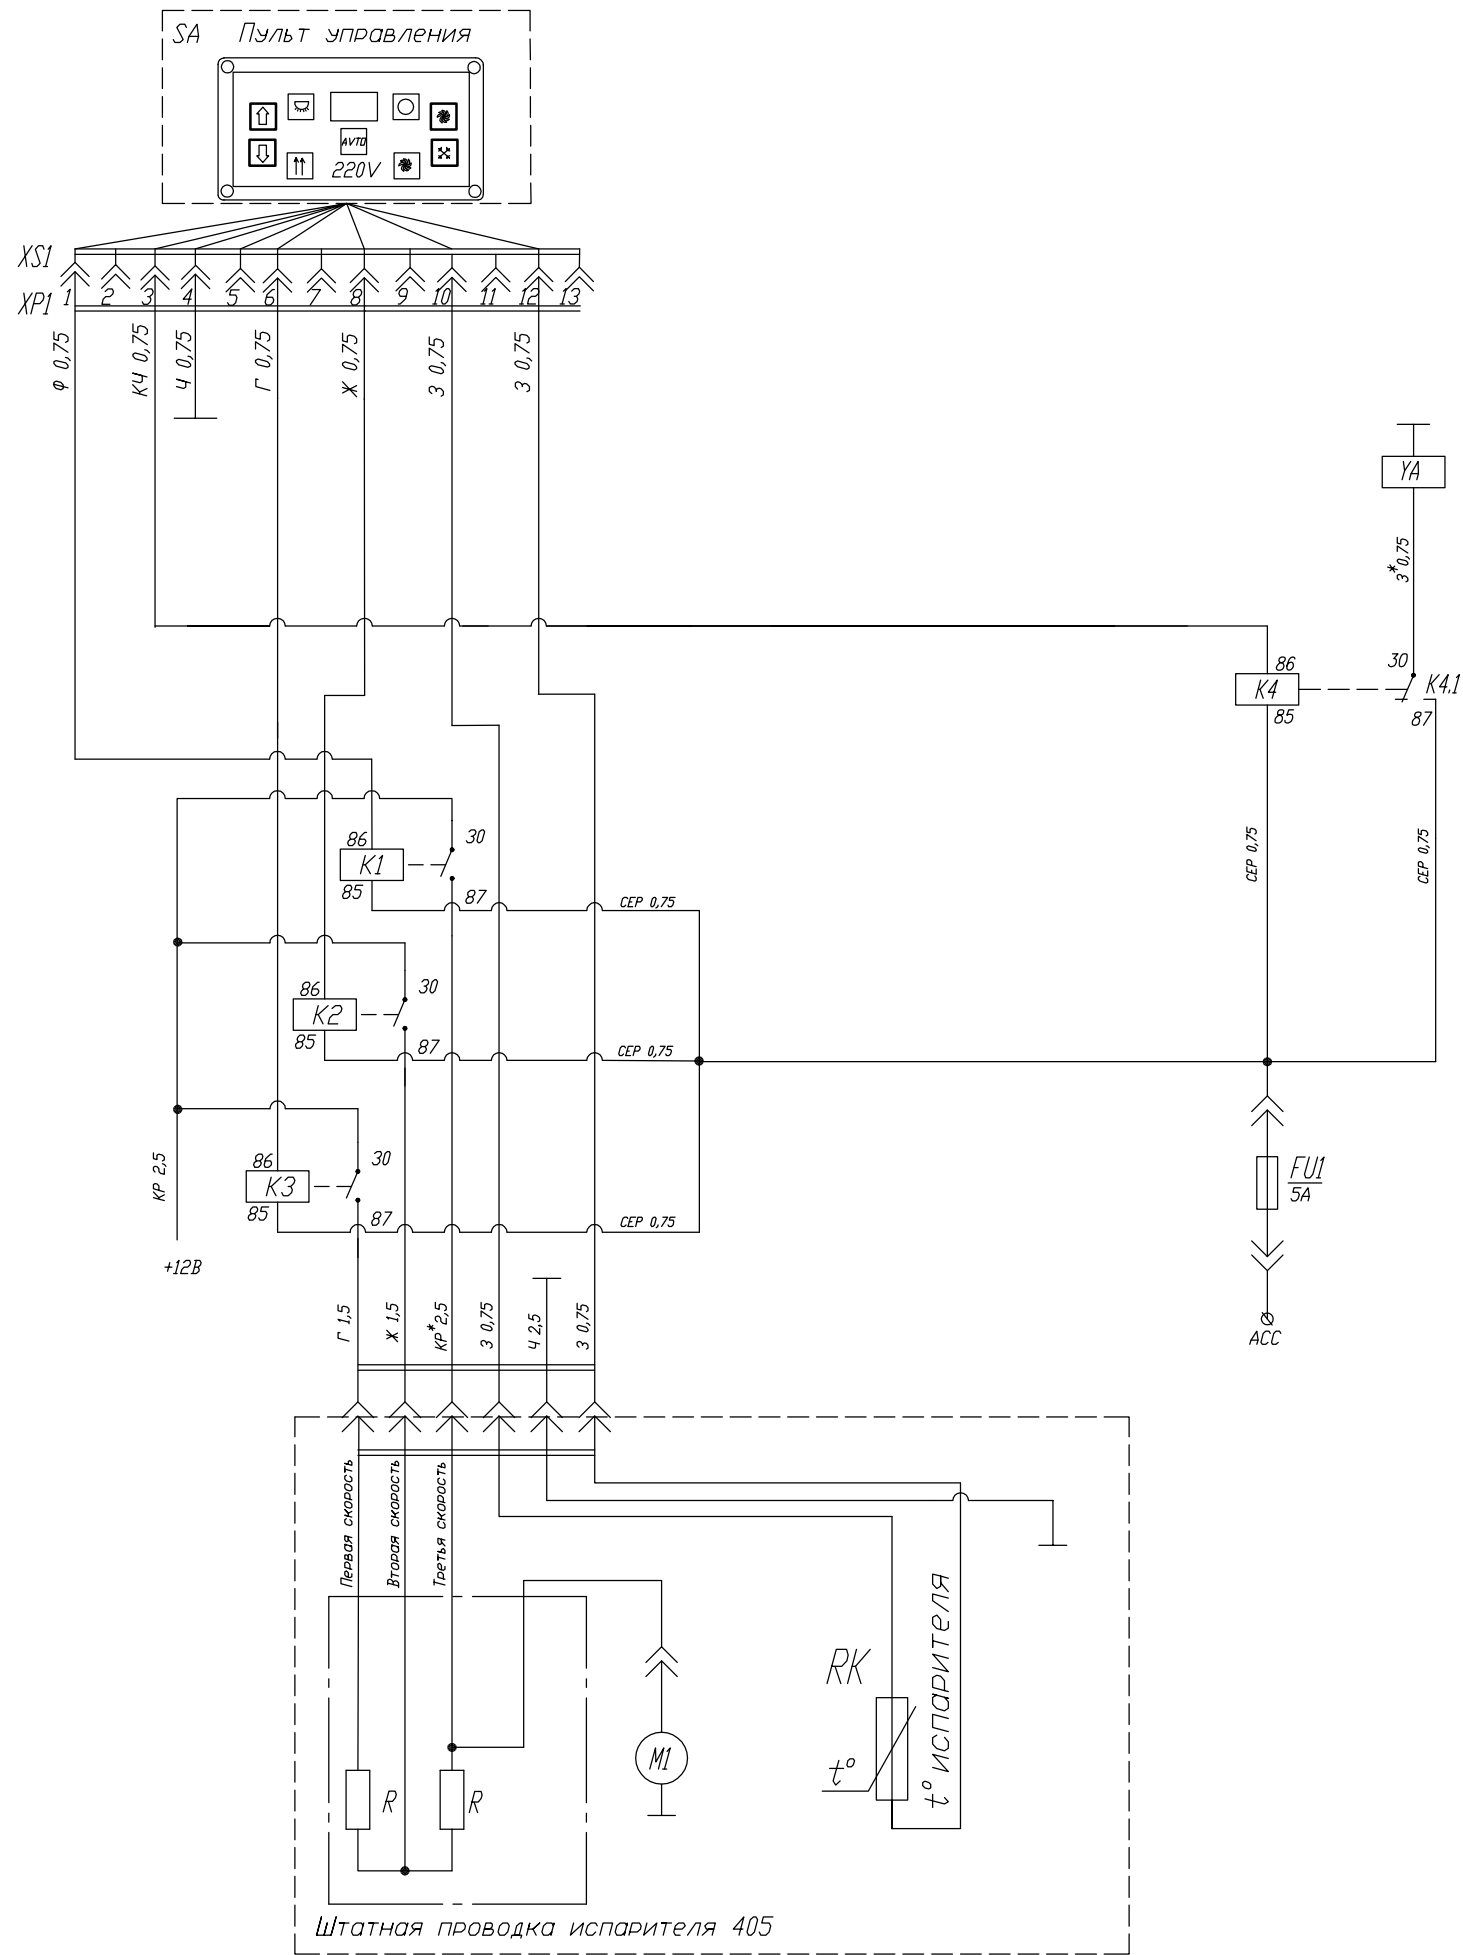 SA Пульт управления
AVTO
220V
XS1
XP1
1 2 3 4 5 6 7 8 9 10 11 12 13
Ф 0,75
КЧ 0,75
Ч 0,75
Г 0,75
Ж 0,75
З 0,75
З 0,75
YA
З* 0,75
30
K4.1
87
86
K4
85
СЕР 0,75
СЕР 0,75
86
K1
85
30
87
СЕР 0,75
86
K2
85
30
87
СЕР 0,75
86
K3
85
30
87
СЕР 0,75
КР 2,5
+12В
FU1
5A
ACC
Г 1,5
Ж 1,5
КР* 2,5
З 0,75
Ч 2,5
З 0,75
Первая скорость
Вторая скорость
Третья скорость
R
R
M1
RK
t°
t° испарителя
Штатная проводка испарителя 405